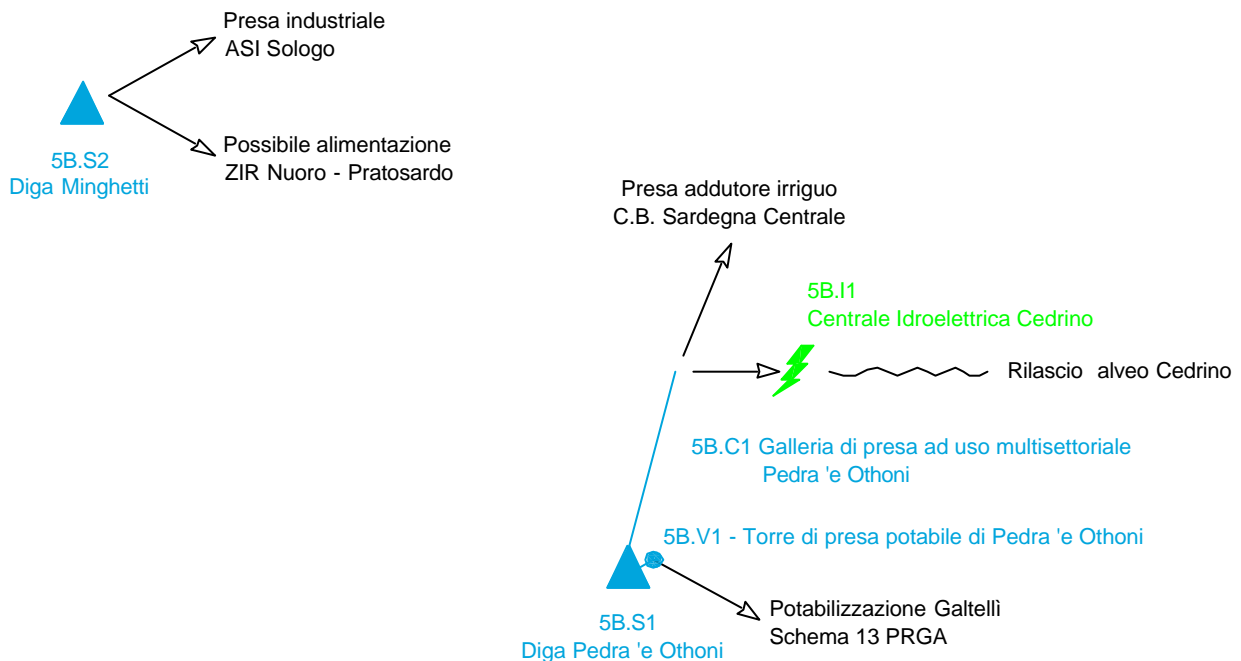 Presa industriale
ASI Sologo
Possibile alimentazione
ZIR Nuoro - Pratosardo
5B.S2
Diga Minghetti
Presa addutore irriguo
C.B. Sardegna Centrale
5B.I1
Centrale Idroelettrica Cedrino
Rilascio alveo Cedrino
5B.C1 Galleria di presa ad uso multisettoriale
Pedra 'e Othoni
5B.V1 - Torre di presa potabile di Pedra 'e Othoni
Potabilizzazione Galtellì
Schema 13 PRGA
5B.S1
Diga Pedra 'e Othoni